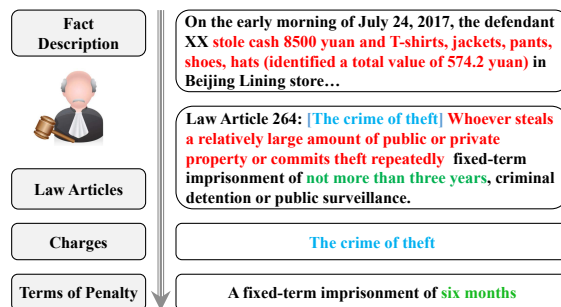 Fact
Description
On the early morning of July 24, 2017, the defendant
XX stole cash 8500 yuan and T-shirts, jackets, pants,
shoes, hats (identified a total value of 574.2 yuan) in
Beijing Lining store…
Law Articles
Law Article 264: [The crime of theft] Whoever steals
a relatively large amount of public or private
property or commits theft repeatedly fixed-term
imprisonment of not more than three years, criminal
detention or public surveillance.
Charges
The crime of theft
Terms of Penalty
A fixed-term imprisonment of six months